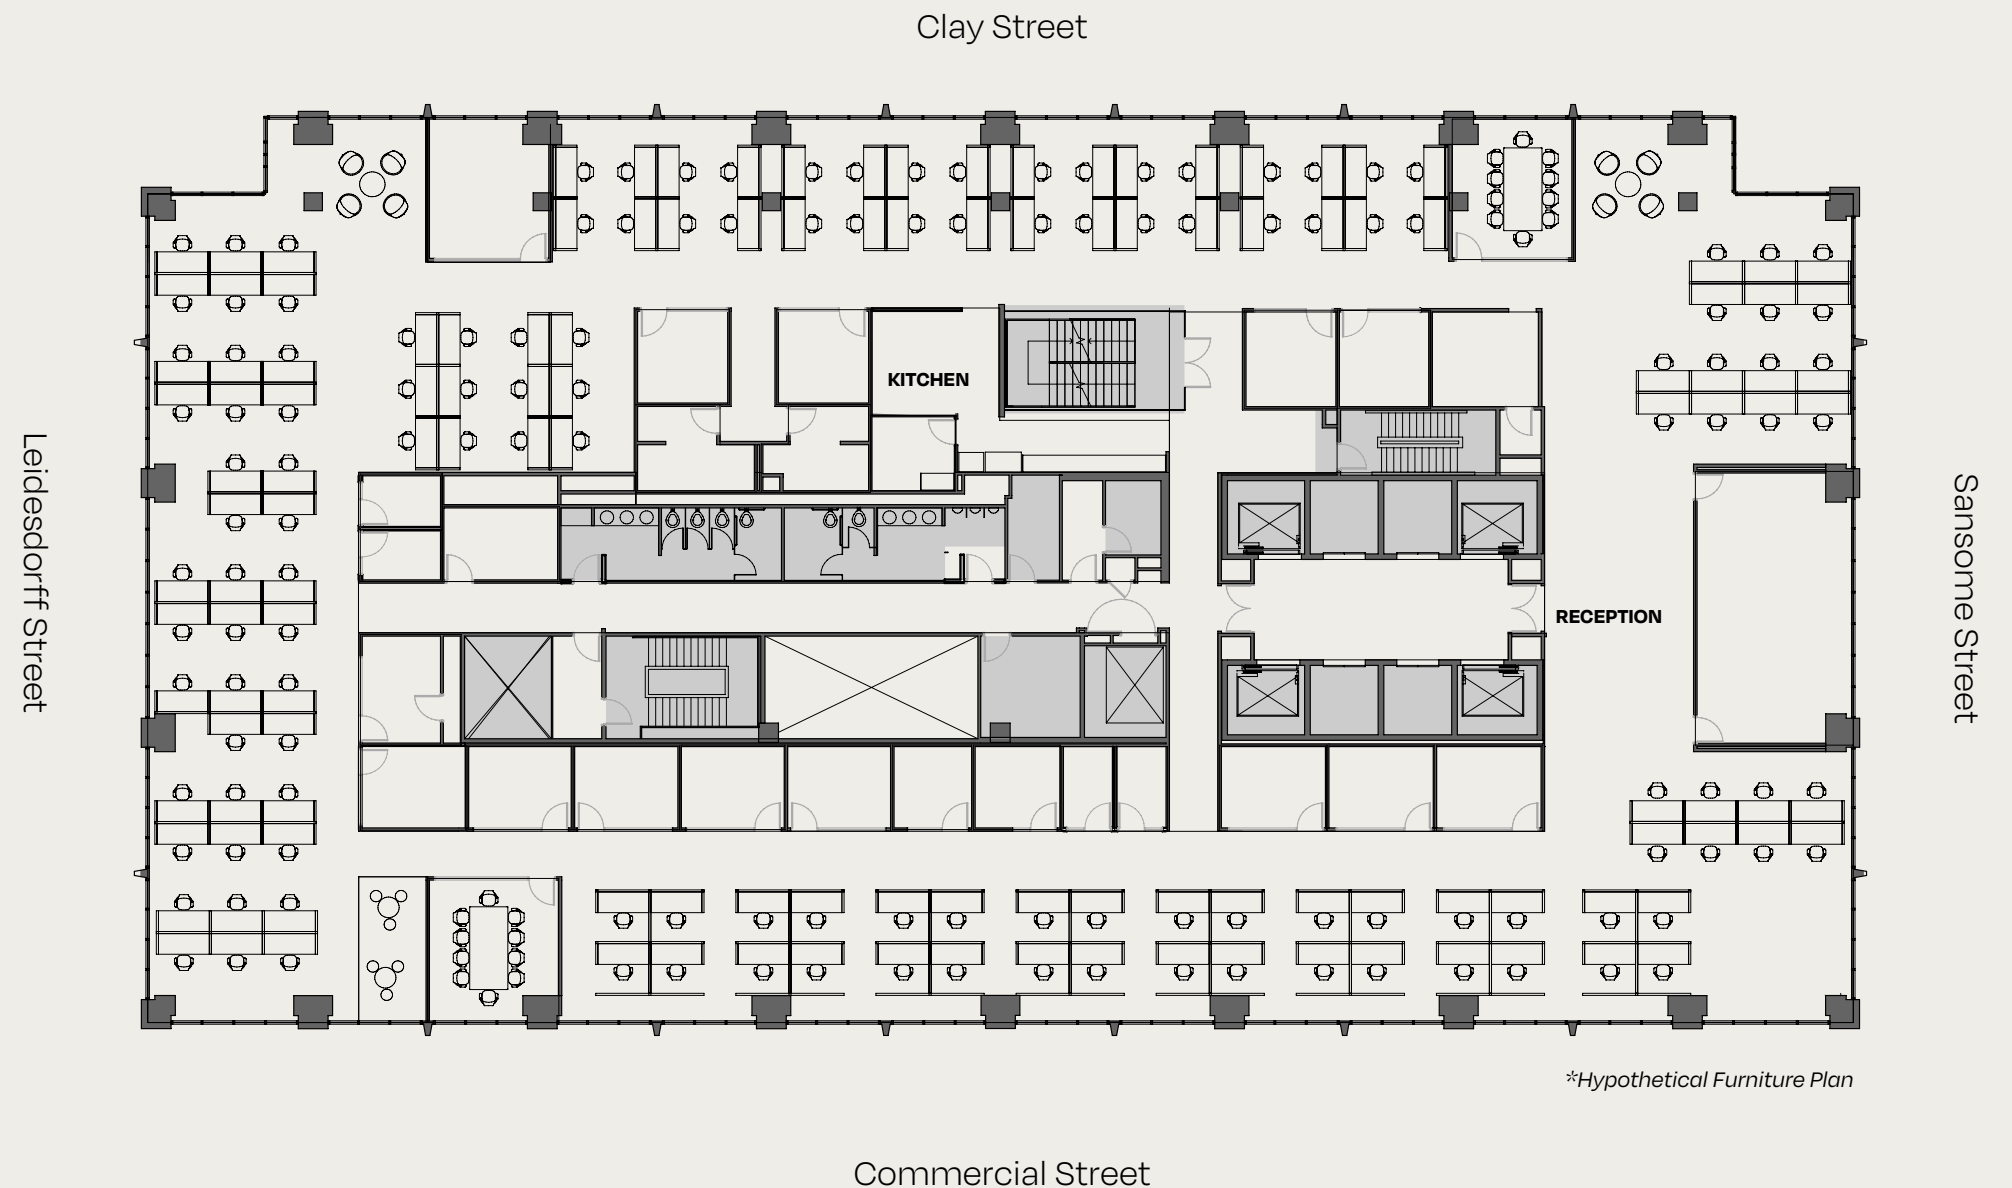 Clay Street
KITCHEN
Leidesdorff Street
Sansome Street
RECEPTION
*Hypothetical Furniture Plan
Commercial Street